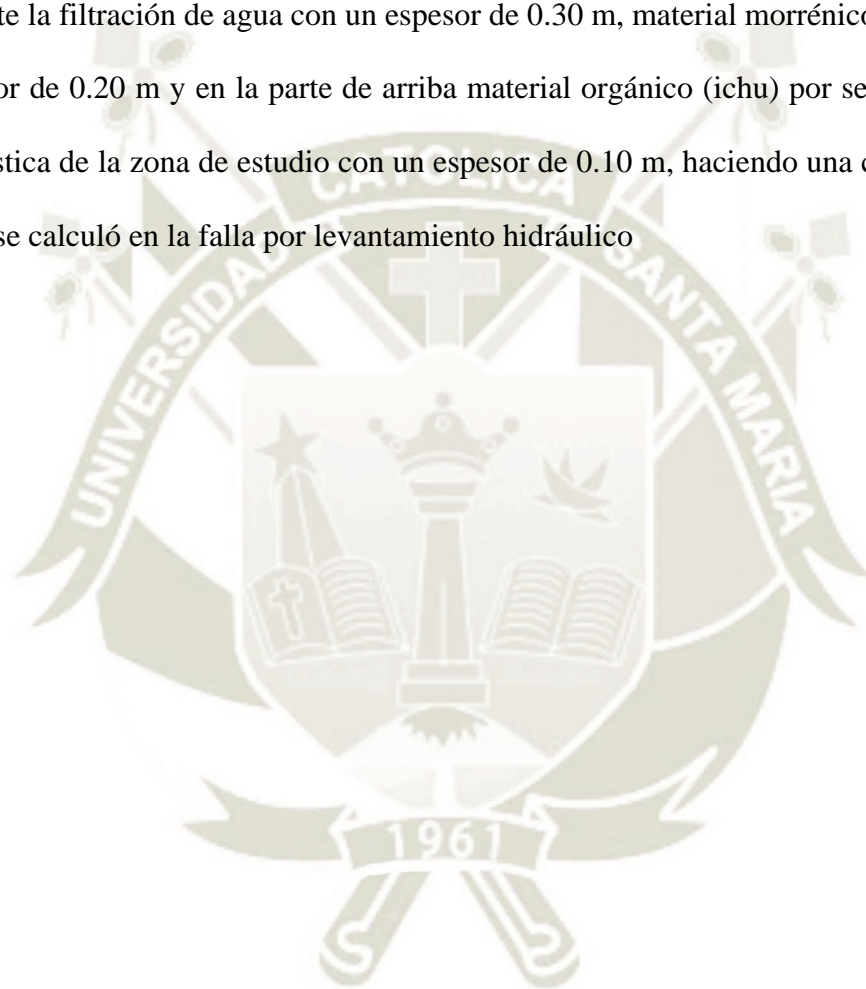 te la filtración de agua con un espesor de 0.30 m, material morrénico
or de 0.20 m y en la parte de arriba material orgánico (ichu) por se
stica de la zona de estudio con un espesor de 0.10 m, haciendo una
se calculó en la falla por levantamiento hidráulico
UNIVERSIDAD CATOLICA SANTA MARIA
1961